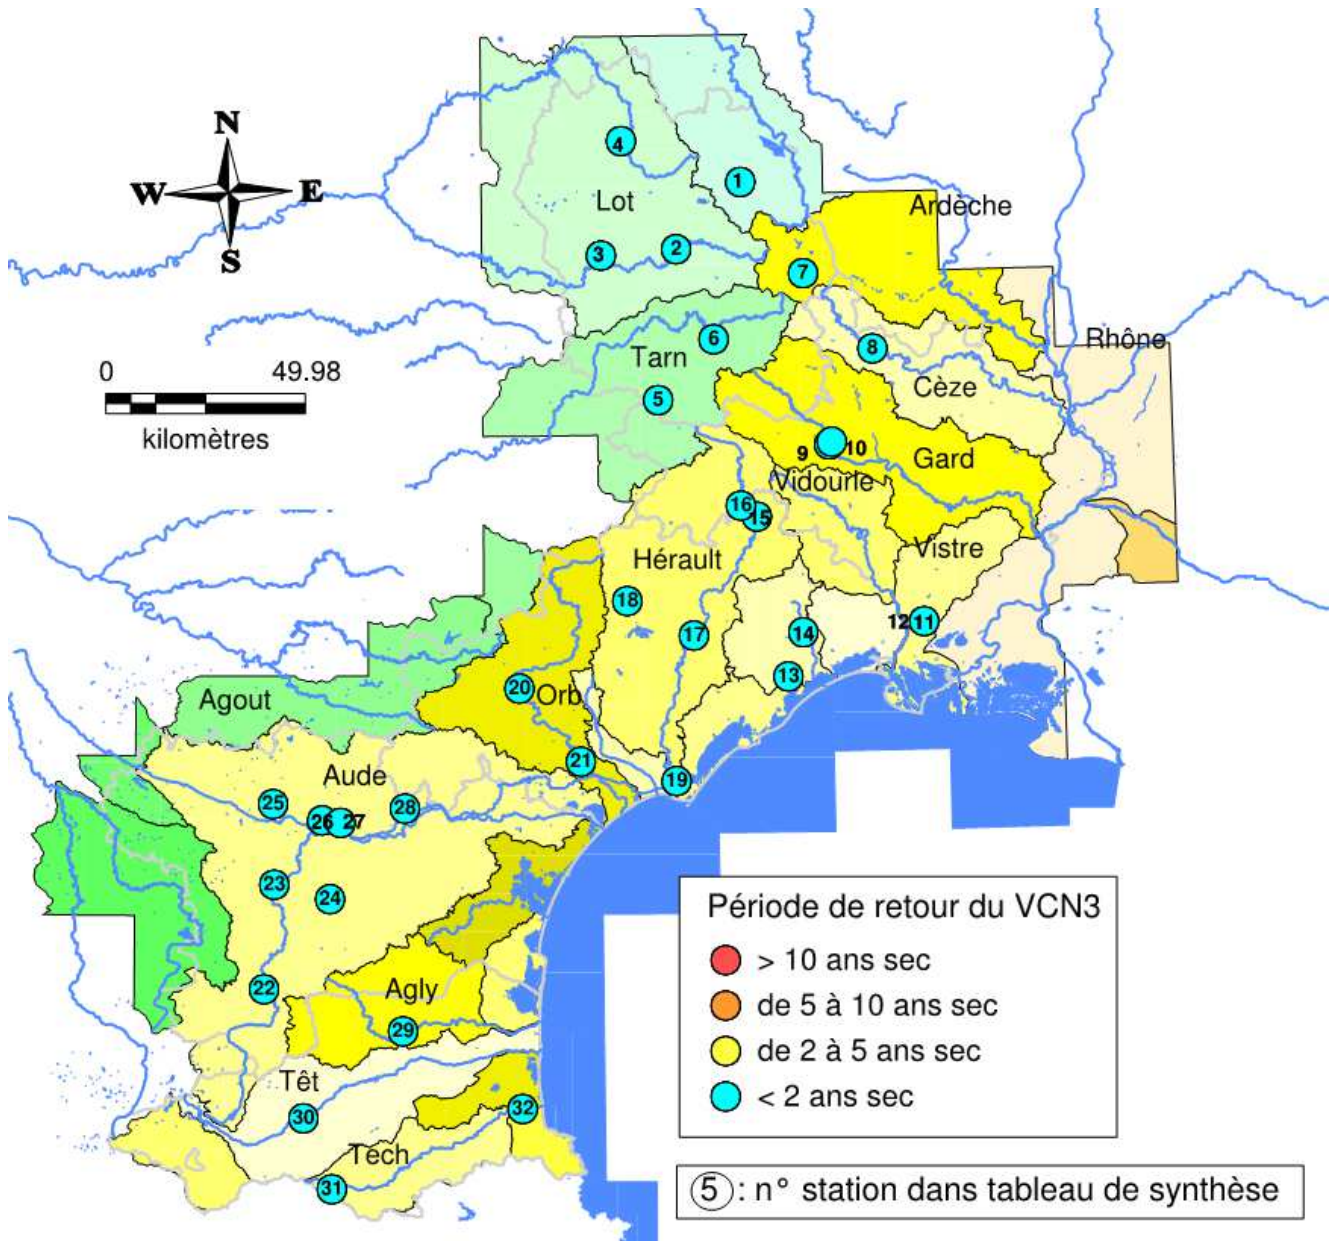 N
W
E
S
4
1
Lot
Ardèche
3
2
7
6
Rhône
8
Tarn
0
49.98
Cèze
5
kilomètres
9
10
Gard
Vidourle
16
15
Vistre
Hérault
18
12
11
17
14
13
20
Orb
Agout
21
Aude
19
25
28
26
27
23
24
Période de retour du VCN3
> 10 ans sec
22
Agly
de 5 à 10 ans sec
29
de 2 à 5 ans sec
Têt
< 2 ans sec
30
32
Tech
31
5 : n° station dans tableau de synthèse